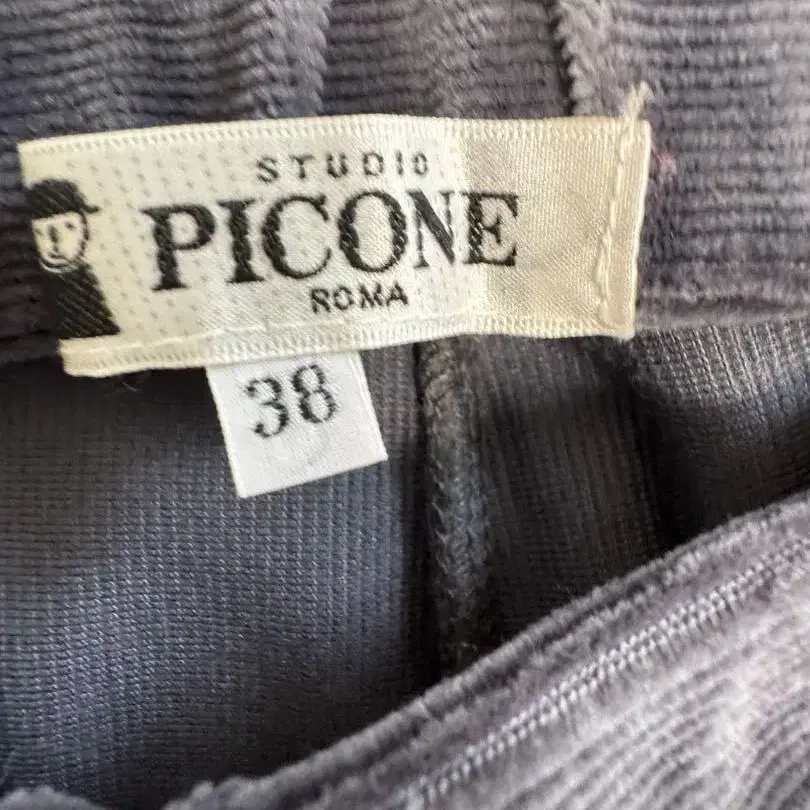 STUDIO
PICONE
ROMA
38